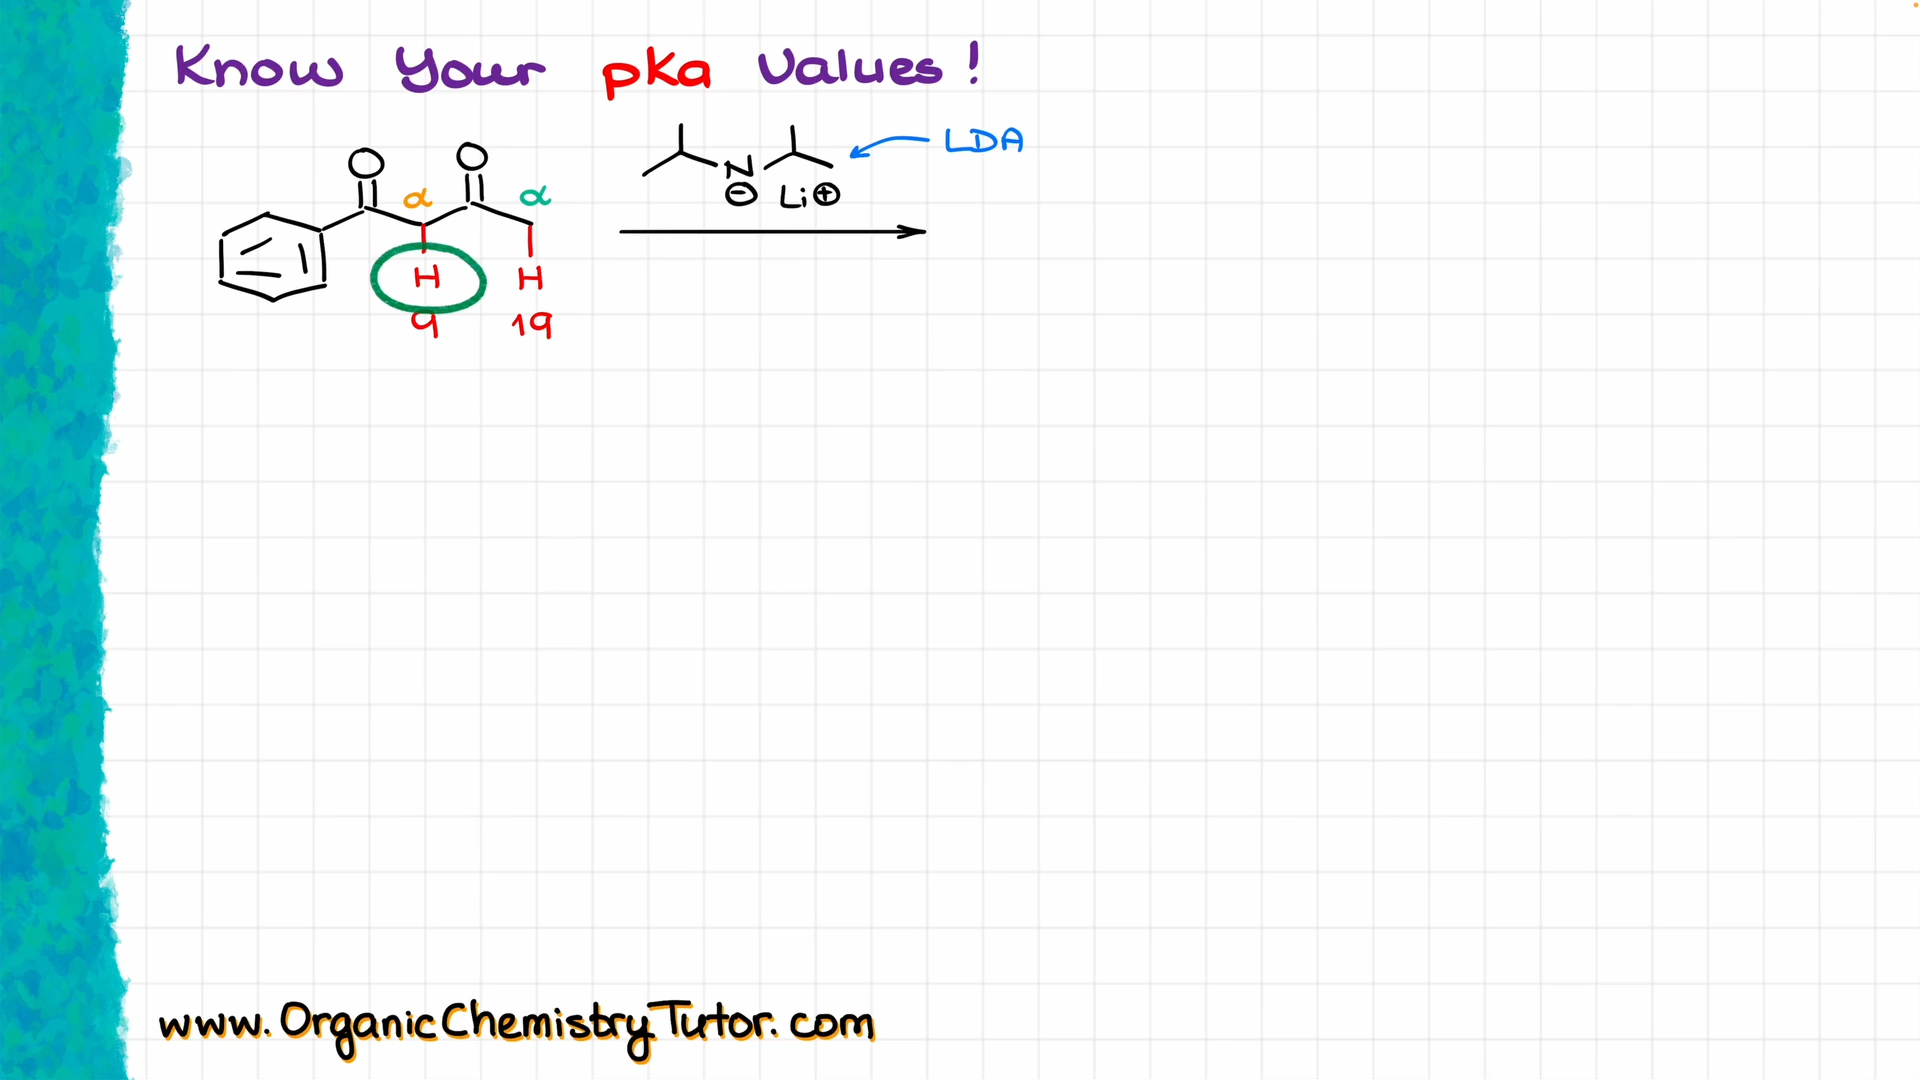 Know Your pKa Values!
LDA
O O
α α
N
⊖ Li⊕
H H
9 19
www.OrganicChemistryTutor.com